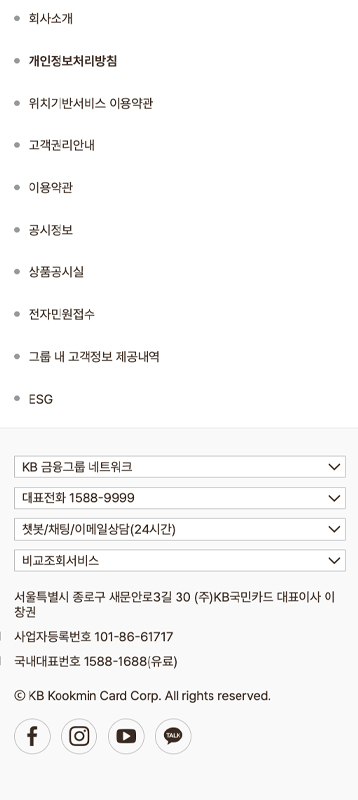 회사소개
개인정보처리방침
위치기반서비스 이용약관
고객권리안내
이용약관
공시정보
상품공시실
전자민원접수
그룹 내 고객정보 제공내역
ESG
KB 금융그룹 네트워크
대표전화 1588-9999
챗봇/채팅/이메일상담(24시간)
비교조회서비스
서울특별시 종로구 새문안로3길 30 (주)KB국민카드 대표이사 이
창권
사업자등록번호 101-86-61717
국내대표번호 1588-1688(유료)
ⓒ KB Kookmin Card Corp. All rights reserved.
TALK